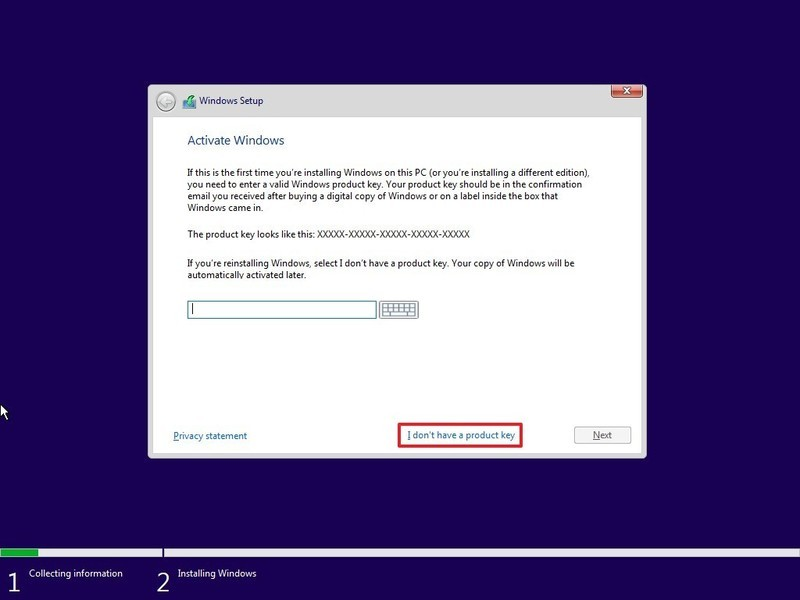 Windows Setup
Activate Windows
If this is the first time you're installing Windows on this PC (or you're installing a different edition),
you need to enter a valid Windows product key. Your product key should be in the confirmation
email you received after buying a digital copy of Windows or on a label inside the box that
Windows came in.
The product key looks like this: XXXXX-XXXXX-XXXXX-XXXXX-XXXXX
If you're reinstalling Windows, select I don't have a product key. Your copy of Windows will be
automatically activated later.
Privacy statement
I don't have a product key
Next
1 Collecting information
2 Installing Windows